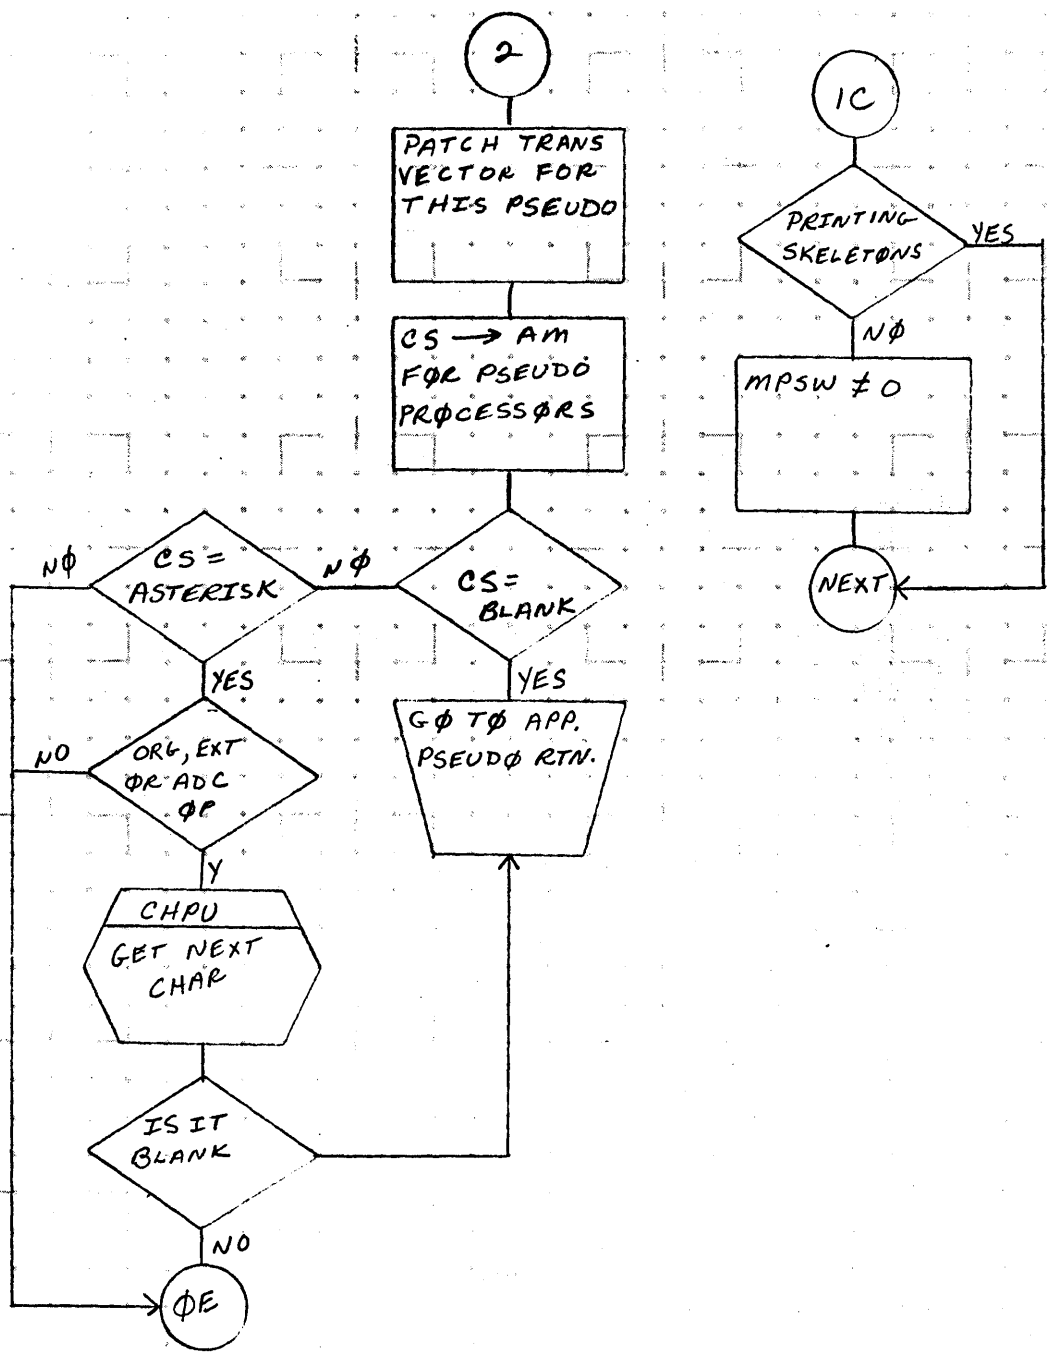 2
PATCH TRANS
VECTOR FOR
THIS PSEUDO
CS → AM
FØR PSEUDO
PRØCESSØRS
CS=
BLANK
NØ
YES
CS =
ASTERISK
NØ
YES
ORG, EXT
ØR ADC
ØP
NO
Y
CHPU
GET NEXT
CHAR
IS IT
BLANK
NO
ØE
GØ TØ APP.
PSEUDØ RTN.
1C
PRINTING
SKELETØNS
YES
NØ
MPSW ≠ 0
NEXT